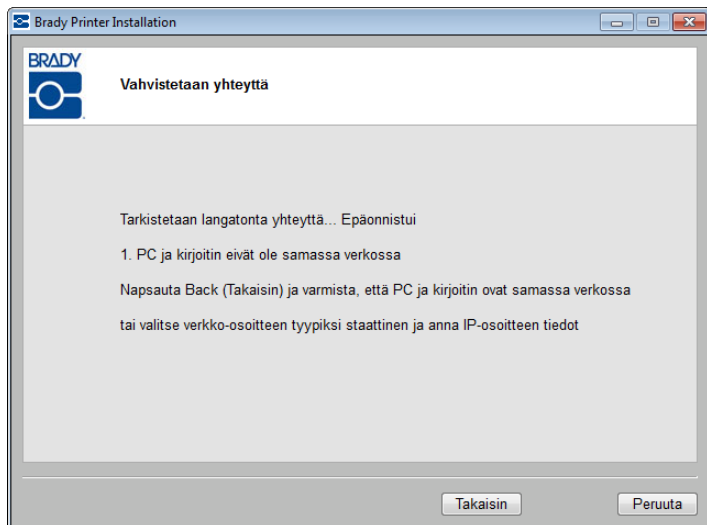 Brady Printer Installation
BRADY
Vahvistetaan yhteyttä
Tarkistetaan langatonta yhteyttä... Epäonnistui
1. PC ja kirjoitin eivät ole samassa verkossa
Napsauta Back (Takaisin) ja varmista, että PC ja kirjoitin ovat samassa verkossa
tai valitse verkko-osoitteen tyypiksi staattinen ja anna IP-osoitteen tiedot
Takaisin
Peruuta